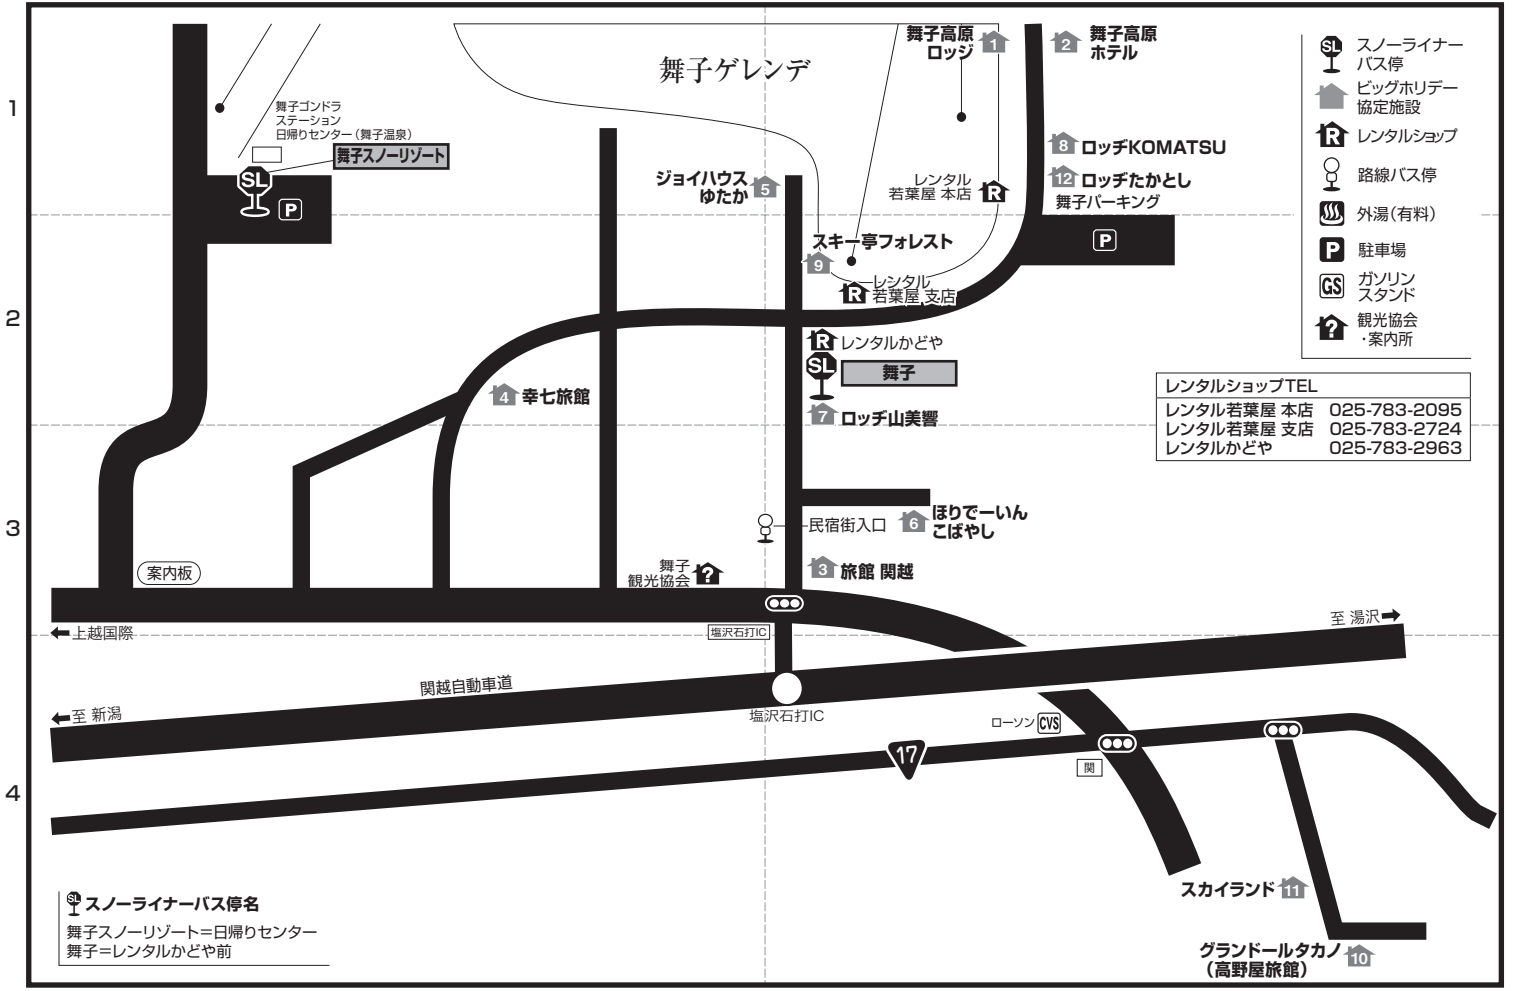 1
2
3
4
舞子ゲレンデ
舞子高原
ロッジ
1
2
舞子高原
ホテル
舞子ゴンドラ
ステーション
日帰りセンター(舞子温泉)
舞子スノーリゾート
SL
P
ジョイハウス
ゆたか
5
レンタル
若葉屋 本店
R
8
ロッヂKOMATSU
12
ロッヂたかとし
舞子パーキング
P
スキー亭フォレスト
9
R
レンタル
若葉屋 支店
R
レンタルかどや
SL
舞子
7
ロッヂ山美響
4
幸七旅館
民宿街入口
6
ほりでーいん
こばやし
舞子
観光協会
?
3
旅館 関越
案内板
上越国際
塩沢石打IC
至 湯沢
関越自動車道
至 新潟
塩沢石打IC
ローソン
CVS
17
関
スカイランド
11
グランドールタカノ
(高野屋旅館)
10
SL
スノーライナー
バス停
ビッグホリデー
協定施設
R
レンタルショップ
路線バス停
外湯(有料)
P
駐車場
GS
ガソリン
スタンド
?
観光協会
・案内所
レンタルショップTEL
レンタル若葉屋 本店 025-783-2095
レンタル若葉屋 支店 025-783-2724
レンタルかどや 025-783-2963
SL
スノーライナーバス停名
舞子スノーリゾート=日帰りセンター
舞子=レンタルかどや前